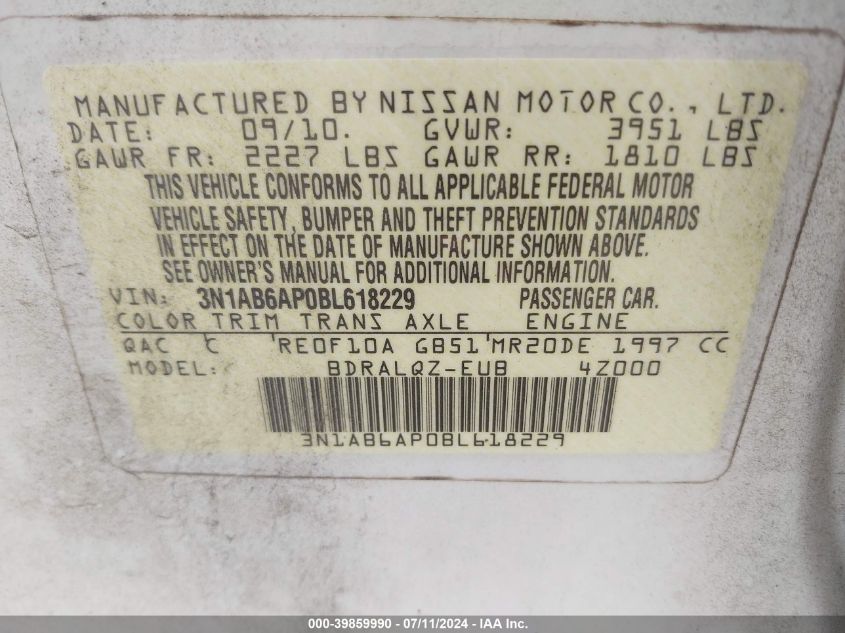 MANUFACTURED BY NISSAN MOTOR CO., LTD.
DATE: 09/10. GVWR: 3951 LBS
GAWR FR: 2227 LBS GAWR RR: 1810 LBS
THIS VEHICLE CONFORMS TO ALL APPLICABLE FEDERAL MOTOR
VEHICLE SAFETY, BUMPER AND THEFT PREVENTION STANDARDS
IN EFFECT ON THE DATE OF MANUFACTURE SHOWN ABOVE.
SEE OWNER'S MANUAL FOR ADDITIONAL INFORMATION.
VIN: 3N1AB6AP0BL618229 PASSENGER CAR.
COLOR TRIM TRANS AXLE ENGINE
QAC C 'RE0F10A GB51'MR20DE 1997 CC
MODEL: BDRALQZ-EUB 4Z000
3N1AB6AP0BL618229
000-39859990 - 07/11/2024 - IAA Inc.